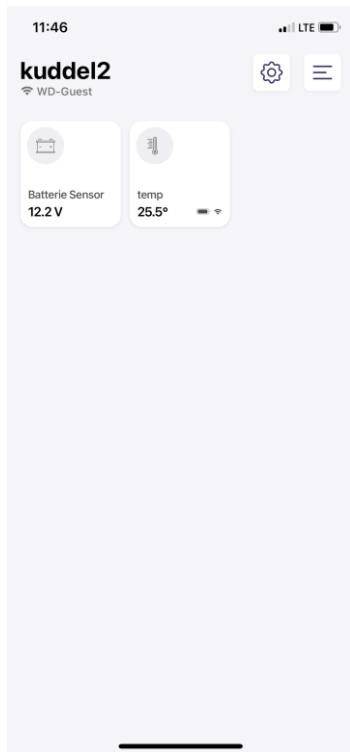 11:46
LTE
kuddel2
WD-Guest
Batterie Sensor
12.2 V
temp
25.5°